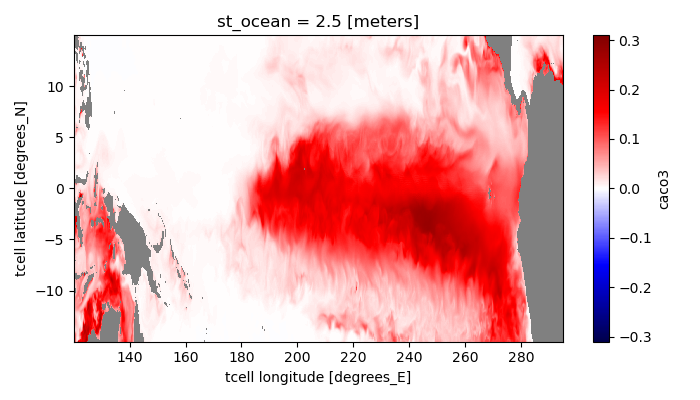 st_ocean = 2.5 [meters]
10
5
0
−5
−10
tcell latitude [degrees_N]
140 160 180 200 220 240 260 280
tcell longitude [degrees_E]
0.3
0.2
0.1
0.0
−0.1
−0.2
−0.3
caco3